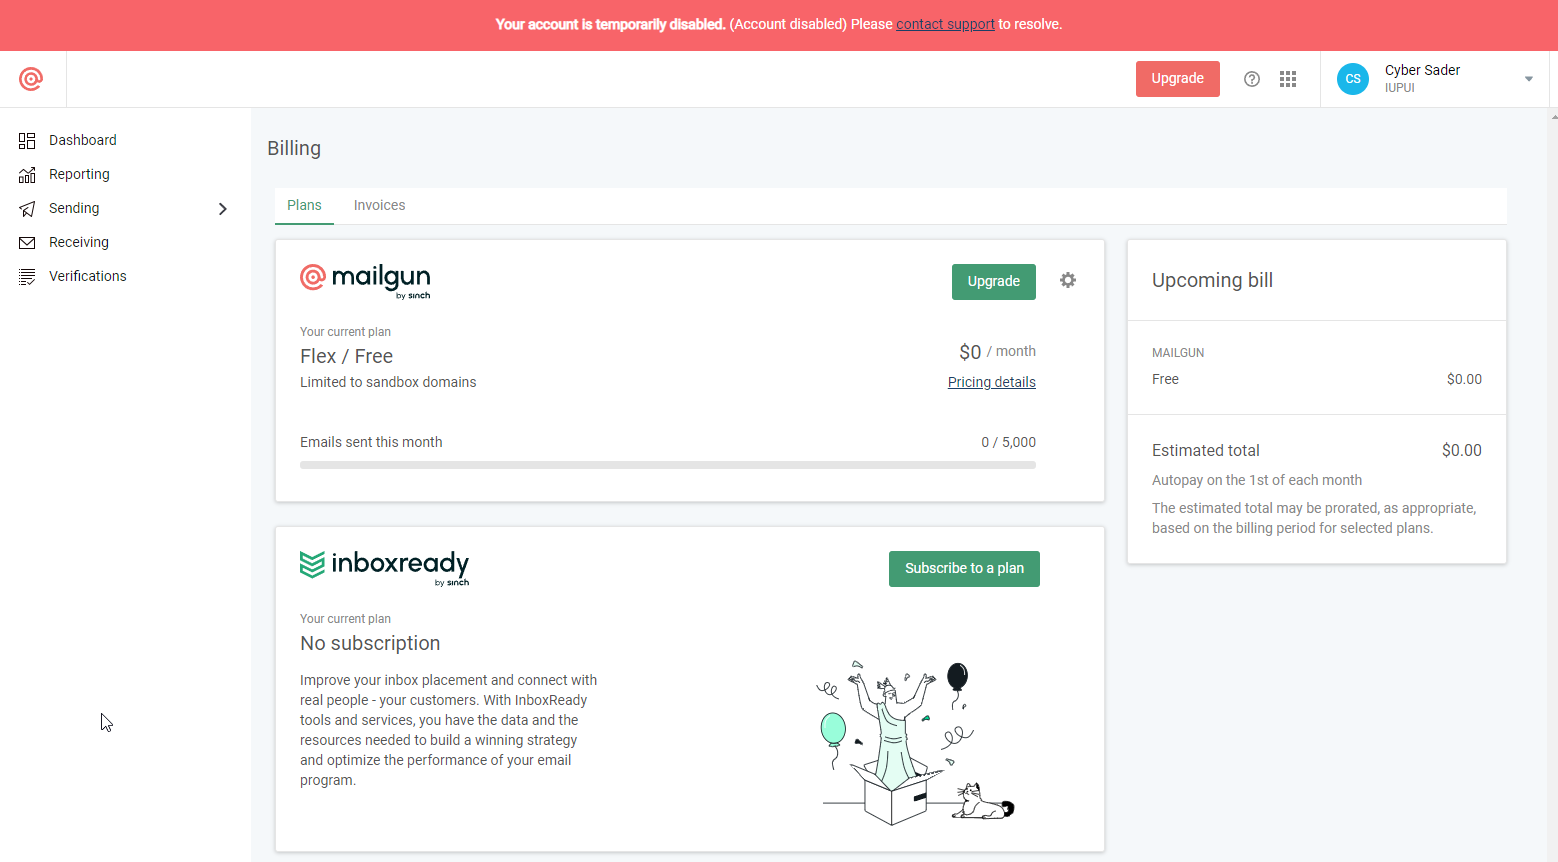 Your account is temporarily disabled. (Account disabled) Please contact support to resolve.
Upgrade
CS
Cyber Sader
IUPUI
Dashboard
Reporting
Sending
Receiving
Verifications
Billing
Plans Invoices
mailgun
by sinch
Upgrade
Your current plan
Flex / Free
$0 / month
Limited to sandbox domains
Pricing details
Emails sent this month
0 / 5,000
inboxready
by sinch
Subscribe to a plan
Your current plan
No subscription
Improve your inbox placement and connect with
real people - your customers. With InboxReady
tools and services, you have the data and the
resources needed to build a winning strategy
and optimize the performance of your email
program.
Upcoming bill
MAILGUN
Free $0.00
Estimated total $0.00
Autopay on the 1st of each month
The estimated total may be prorated, as appropriate,
based on the billing period for selected plans.